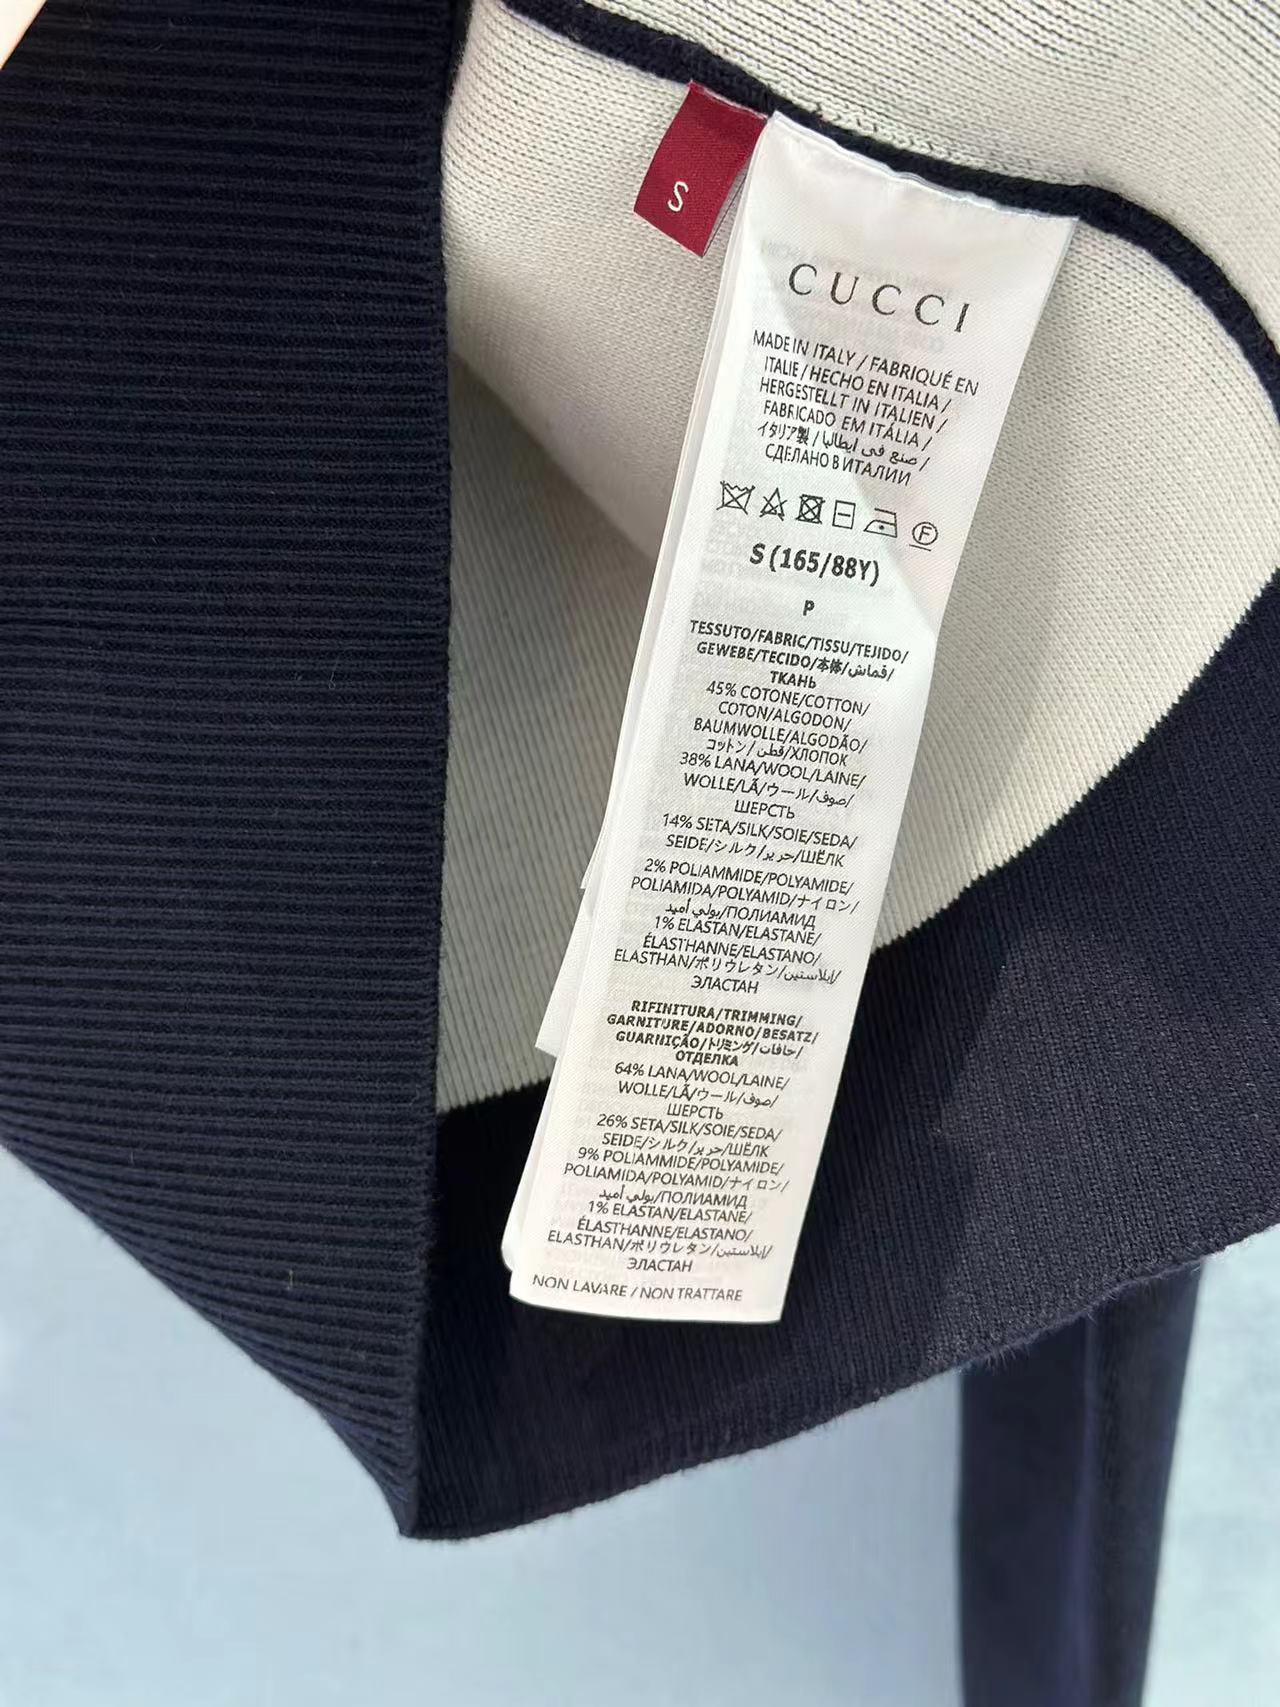 S
CUCCI
MADE IN ITALY / FABRIQUÉ EN
ITALIE / HECHO EN ITALIA /
HERGESTELLT IN ITALIEN /
FABRICADO EM ITÁLIA /
イタリア製 / صنع في ايطاليا /
СДЕЛАНО В ИТАЛИИ
F
S (165/88Y)
P
TESSUTO/FABRIC/TISSU/TEJIDO/
GEWEBE/TECIDO/本体/قماش/
ТКАНЬ
45% COTONE/COTTON/
COTON/ALGODON/
BAUMWOLLE/ALGODÃO/
コットン/قطن/ХЛОПОК
38% LANA/WOOL/LAINE/
WOLLE/LÃ/ウール/صوف/
ШЕРСТЬ
14% SETA/SILK/SOIE/SEDA/
SEIDE/シルク/حرير/ШЁЛК
2% POLIAMMIDE/POLYAMIDE/
POLIAMIDA/POLYAMID/ナイロン/
بولي أميد/ПОЛИАМИД
1% ELASTAN/ELASTANE/
ÉLASTHANNE/ELASTANO/
ELASTHAN/ポリウレタン/إيلاستين/
ЭЛАСТАН
RIFINITURA/TRIMMING/
GARNITURE/ADORNO/BESATZ/
GUARNIÇÃO/トリミング/حافات/
ОТДЕЛКА
64% LANA/WOOL/LAINE/
WOLLE/LÃ/ウール/صوف/
ШЕРСТЬ
26% SETA/SILK/SOIE/SEDA/
SEIDE/シルク/حرير/ШЁЛК
9% POLIAMMIDE/POLYAMIDE/
POLIAMIDA/POLYAMID/ナイロン/
بولي أميد/ПОЛИАМИД
1% ELASTAN/ELASTANE/
ÉLASTHANNE/ELASTANO/
ELASTHAN/ポリウレタン/إيلاستين/
ЭЛАСТАН
NON LAVARE / NON TRATTARE